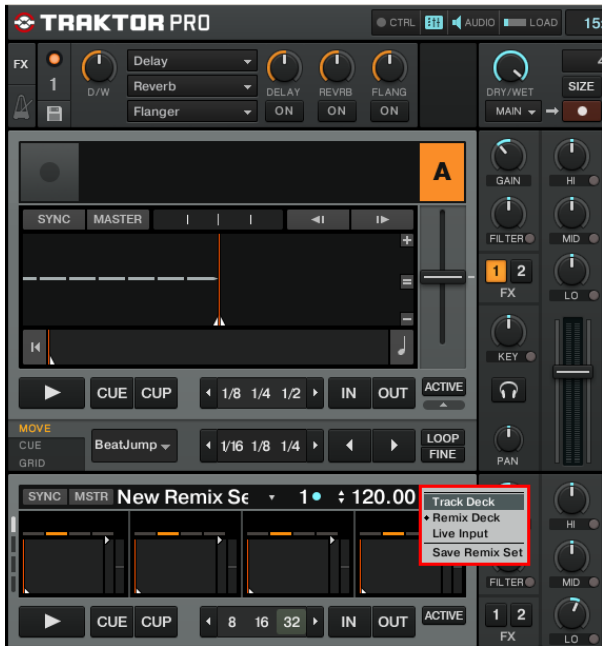 TRAKTOR PRO
CTRL AUDIO LOAD 15
FX 1
D/W
Delay
Reverb
Flanger
DELAY REVRB FLANG
ON ON ON
DRY/WET
4
SIZE
MAIN
A
GAIN HI
SYNC MASTER
FILTER MID
1 2
FX
LO
KEY
CUE CUP 1/8 1/4 1/2 IN OUT ACTIVE
MOVE
CUE
GRID
BeatJump 1/16 1/8 1/4 LOOP
FINE
PAN
SYNC MSTR New Remix Se 1 120.00
Track Deck
Remix Deck
Live Input
Save Remix Set
HI
FILTER MID
CUE CUP 8 16 32 IN OUT ACTIVE
1 2
FX
LO